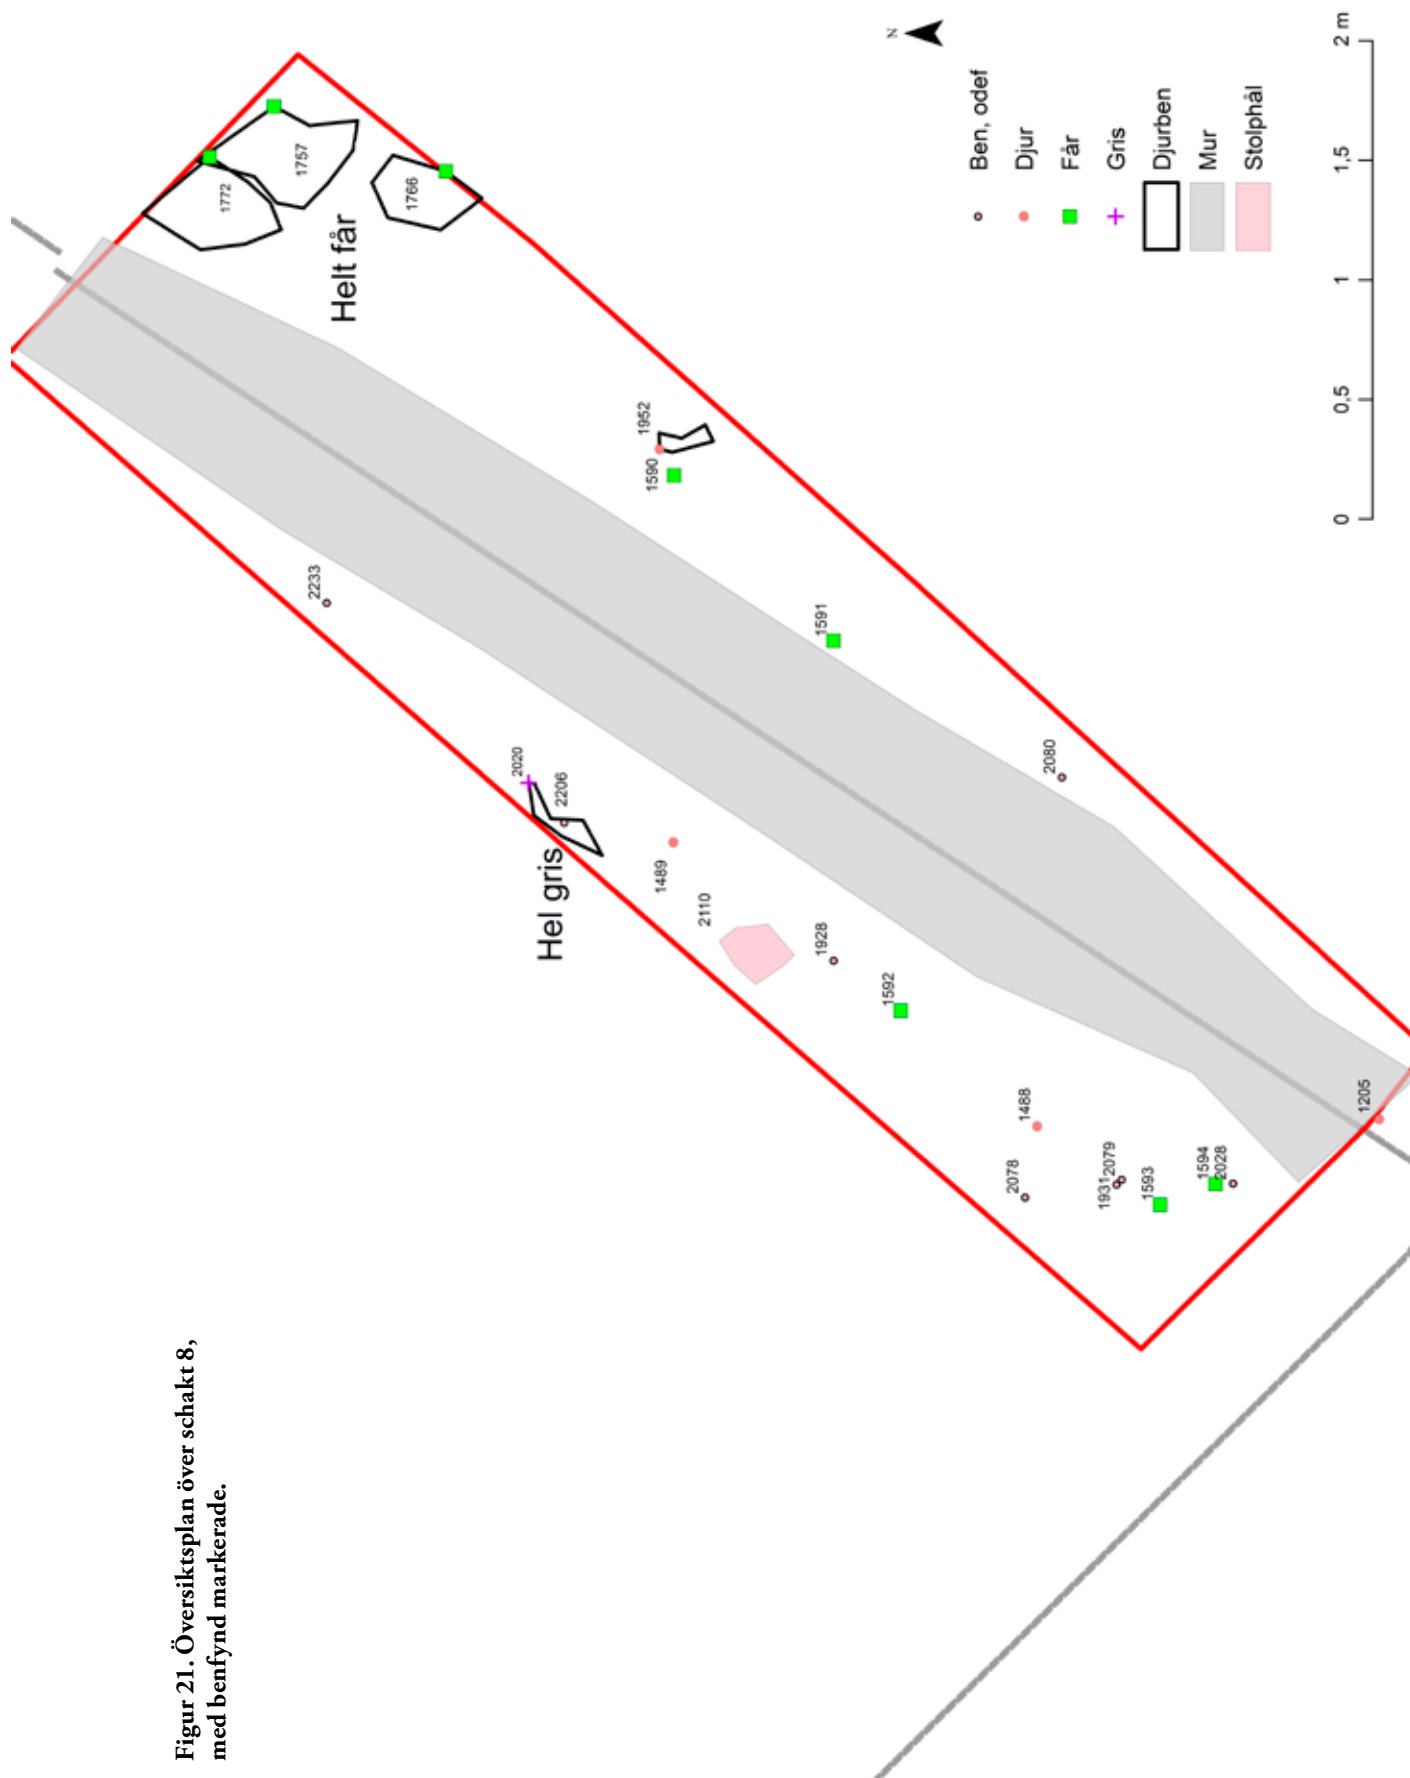 Figur 21. Översiktsplan över schakt 8,
med benfynd markerade.
1772
1757
1766
Helt får
2233
1952
1590
2020
2206
Hel gris
1489
2110
1591
1928
1592
2080
2078
1488
1931
2079
1593
1594
2028
1205
N
Ben, odef
Djur
Får
Gris
Djurben
Mur
Stolphål
0
0,5
1
1.5
2 m